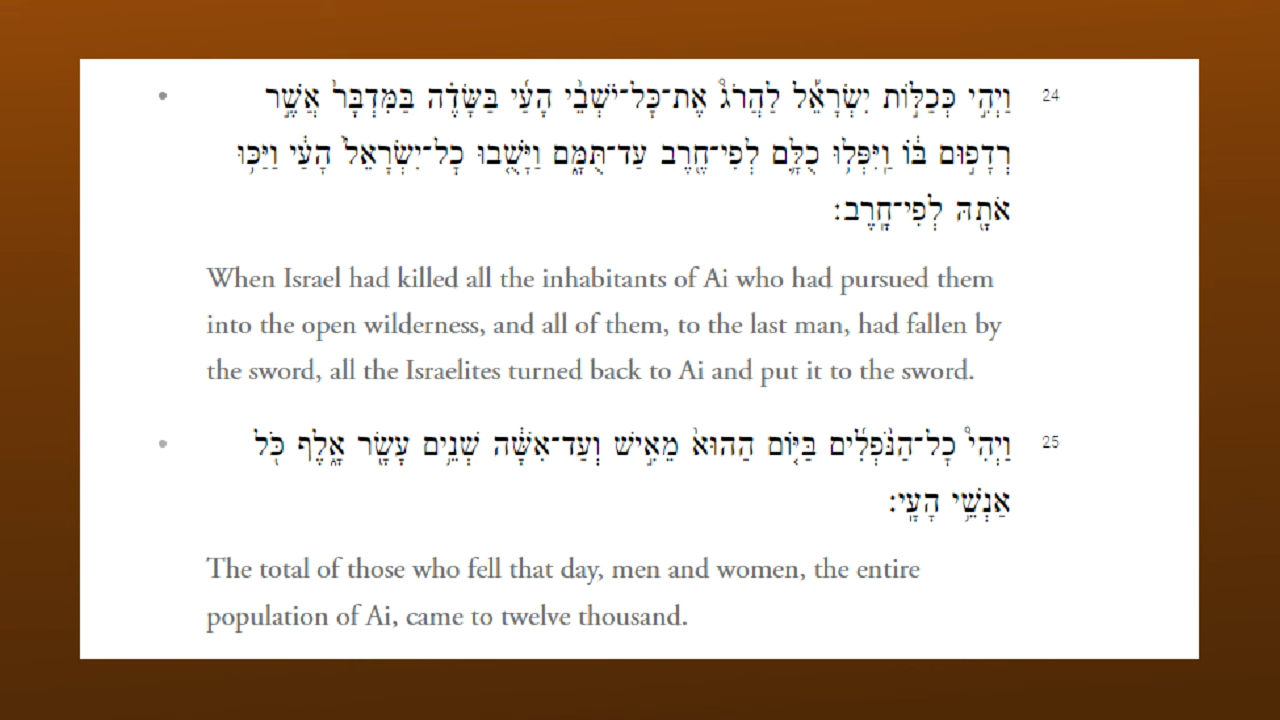 24 וַיְהִ֣י כְּכַלּ֣וֹת יִשְׂרָאֵ֡ל לַהֲרֹג֩ אֶת־כׇּל־יֹשְׁבֵ֨י הָעַ֜י בַּשָּׂדֶ֗ה בַּמִּדְבָּר֙ אֲשֶׁ֣ר
רְדָפ֣וּם בּ֔וֹ וַֽיִּפְּל֥וּ כֻלָּ֛ם לְפִי־חֶ֖רֶב עַד־תֻּמָּ֑ם וַיָּשֻׁ֤בוּ כׇל־יִשְׂרָאֵל֙ הָעַ֔י וַיַּכּ֥וּ
אֹתָ֖הּ לְפִי־חָֽרֶב׃
When Israel had killed all the inhabitants of Ai who had pursued them
into the open wilderness, and all of them, to the last man, had fallen by
the sword, all the Israelites turned back to Ai and put it to the sword.
25 וַיְהִי֩ כׇל־הַנֹּ֨פְלִ֜ים בַּיּ֤וֹם הַהוּא֙ מֵאִ֣ישׁ וְעַד־אִשָּׁ֔ה שְׁנֵ֥ים עָשָׂ֖ר אָ֑לֶף כֹּ֖ל
אַנְשֵׁ֥י הָעָֽי׃
The total of those who fell that day, men and women, the entire
population of Ai, came to twelve thousand.